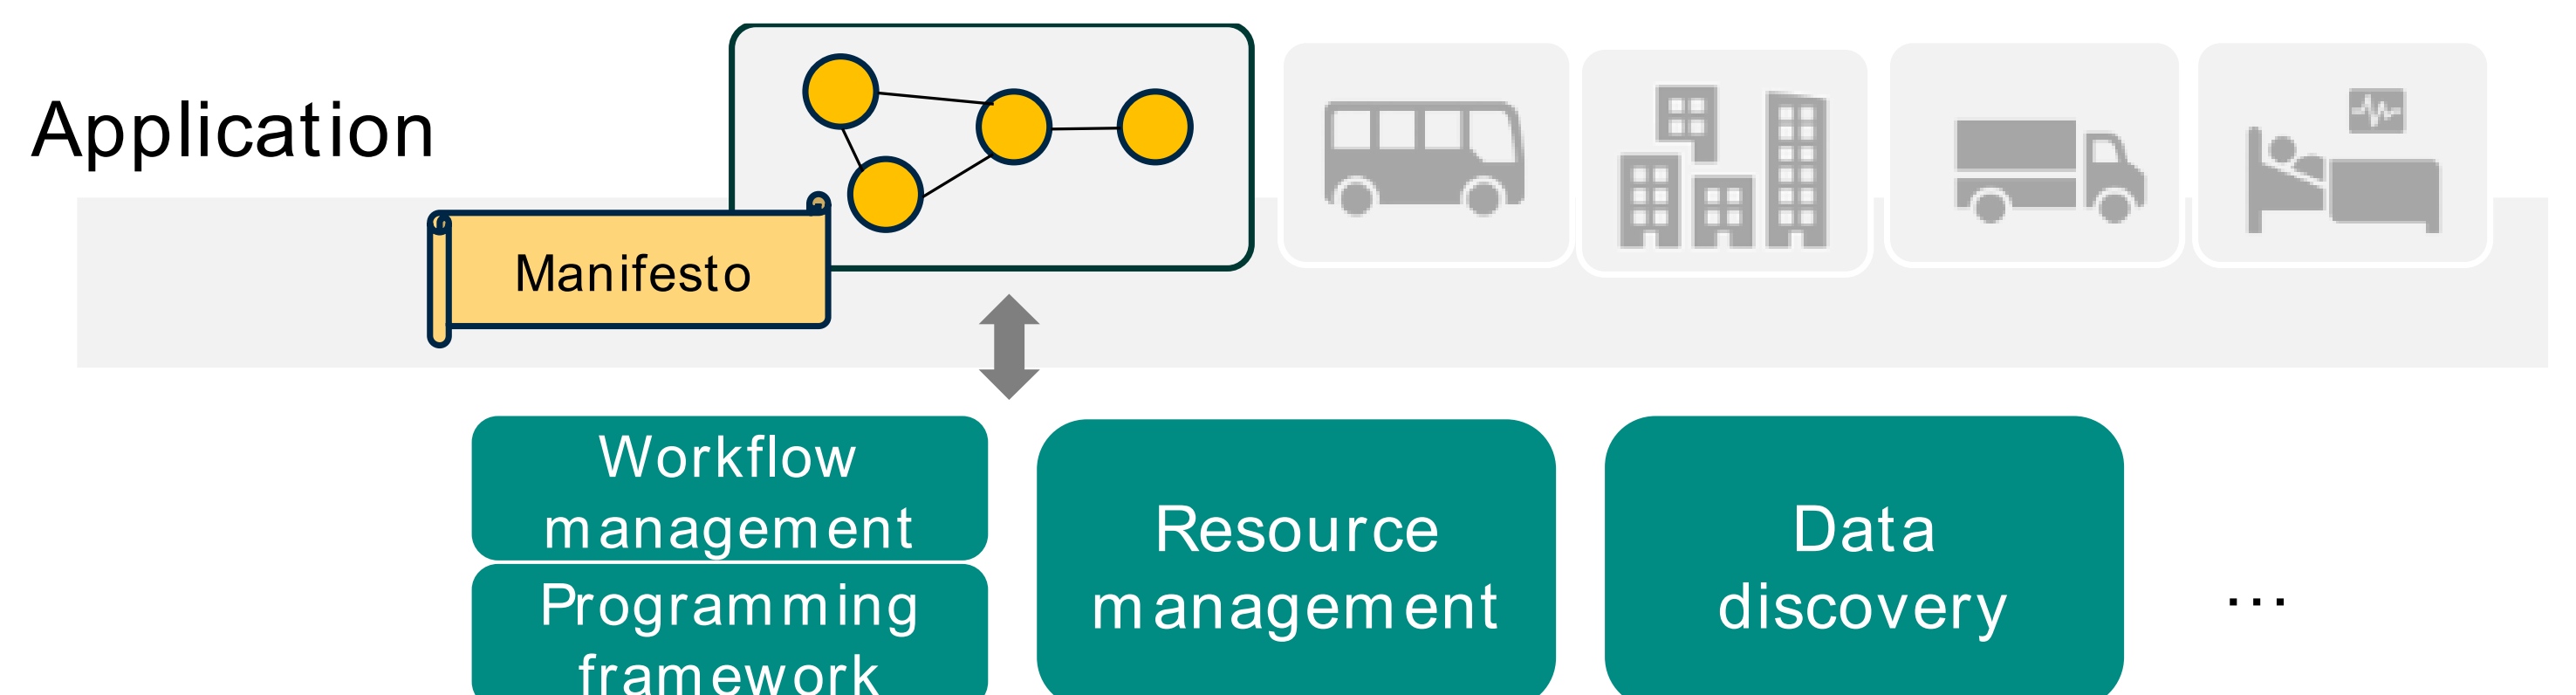 Application
Manifesto
Workflow
management
Programming
framework
Resource
management
Data
discovery
...